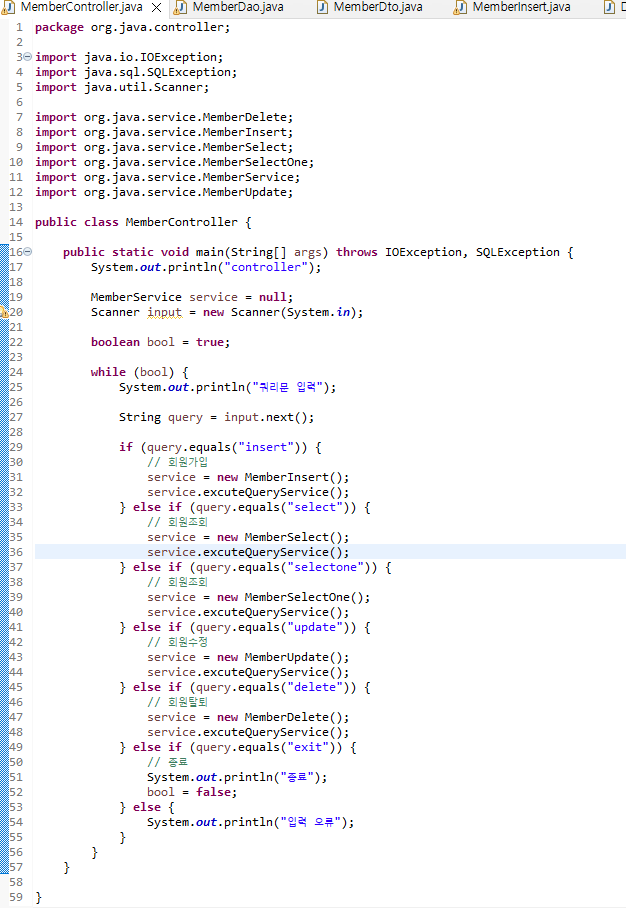 MemberController.java MemberDao.java MemberDto.java MemberInsert.java D
1 package org.java.controller;
2
3 import java.io.IOException;
4 import java.sql.SQLException;
5 import java.util.Scanner;
6
7 import org.java.service.MemberDelete;
8 import org.java.service.MemberInsert;
9 import org.java.service.MemberSelect;
10 import org.java.service.MemberSelectOne;
11 import org.java.service.MemberService;
12 import org.java.service.MemberUpdate;
13
14 public class MemberController {
15
16     public static void main(String[] args) throws IOException, SQLException {
17         System.out.println("controller");
18
19         MemberService service = null;
20         Scanner input = new Scanner(System.in);
21
22         boolean bool = true;
23
24         while (bool) {
25             System.out.println("쿼리문 입력");
26
27             String query = input.next();
28
29             if (query.equals("insert")) {
30                 // 회원가입
31                 service = new MemberInsert();
32                 service.excuteQueryService();
33             } else if (query.equals("select")) {
34                 // 회원조회
35                 service = new MemberSelect();
36                 service.excuteQueryService();
37             } else if (query.equals("selectone")) {
38                 // 회원조회
39                 service = new MemberSelectOne();
40                 service.excuteQueryService();
41             } else if (query.equals("update")) {
42                 // 회원수정
43                 service = new MemberUpdate();
44                 service.excuteQueryService();
45             } else if (query.equals("delete")) {
46                 // 회원탈퇴
47                 service = new MemberDelete();
48                 service.excuteQueryService();
49             } else if (query.equals("exit")) {
50                 // 종료
51                 System.out.println("종료");
52                 bool = false;
53             } else {
54                 System.out.println("입력 오류");
55             }
56         }
57     }
58
59 }